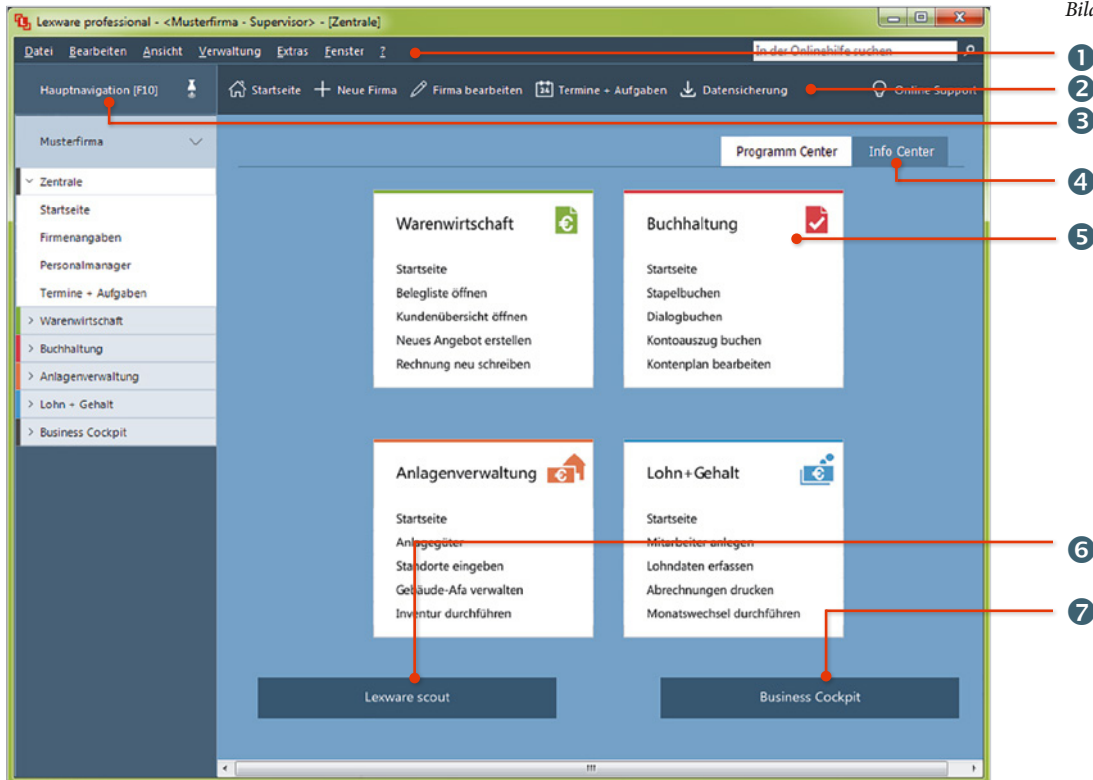 Bild
Lexware professional - <Musterfirma - Supervisor> - [Zentrale]
Datei Bearbeiten Ansicht Verwaltung Extras Fenster ?
In der Onlinehilfe suchen
1
Hauptnavigation [F10]
Startseite Neue Firma Firma bearbeiten 24 Termine + Aufgaben Datensicherung Online Support
2
3
Musterfirma
Programm Center Info Center
4
Zentrale
Startseite
Firmenangaben
Personalmanager
Termine + Aufgaben
Warenwirtschaft
Buchhaltung
Anlagenverwaltung
Lohn + Gehalt
Business Cockpit
Warenwirtschaft
Startseite
Belegliste öffnen
Kundenübersicht öffnen
Neues Angebot erstellen
Rechnung neu schreiben
Buchhaltung
5
Startseite
Stapelbuchen
Dialogbuchen
Kontoauszug buchen
Kontenplan bearbeiten
Anlagenverwaltung
Startseite
Anlagegüter
Standorte eingeben
Gebäude-Afa verwalten
Inventur durchführen
Lohn+Gehalt
Startseite
Mitarbeiter anlegen
Lohndaten erfassen
Abrechnungen drucken
Monatswechsel durchführen
6
7
Lexware scout
Business Cockpit